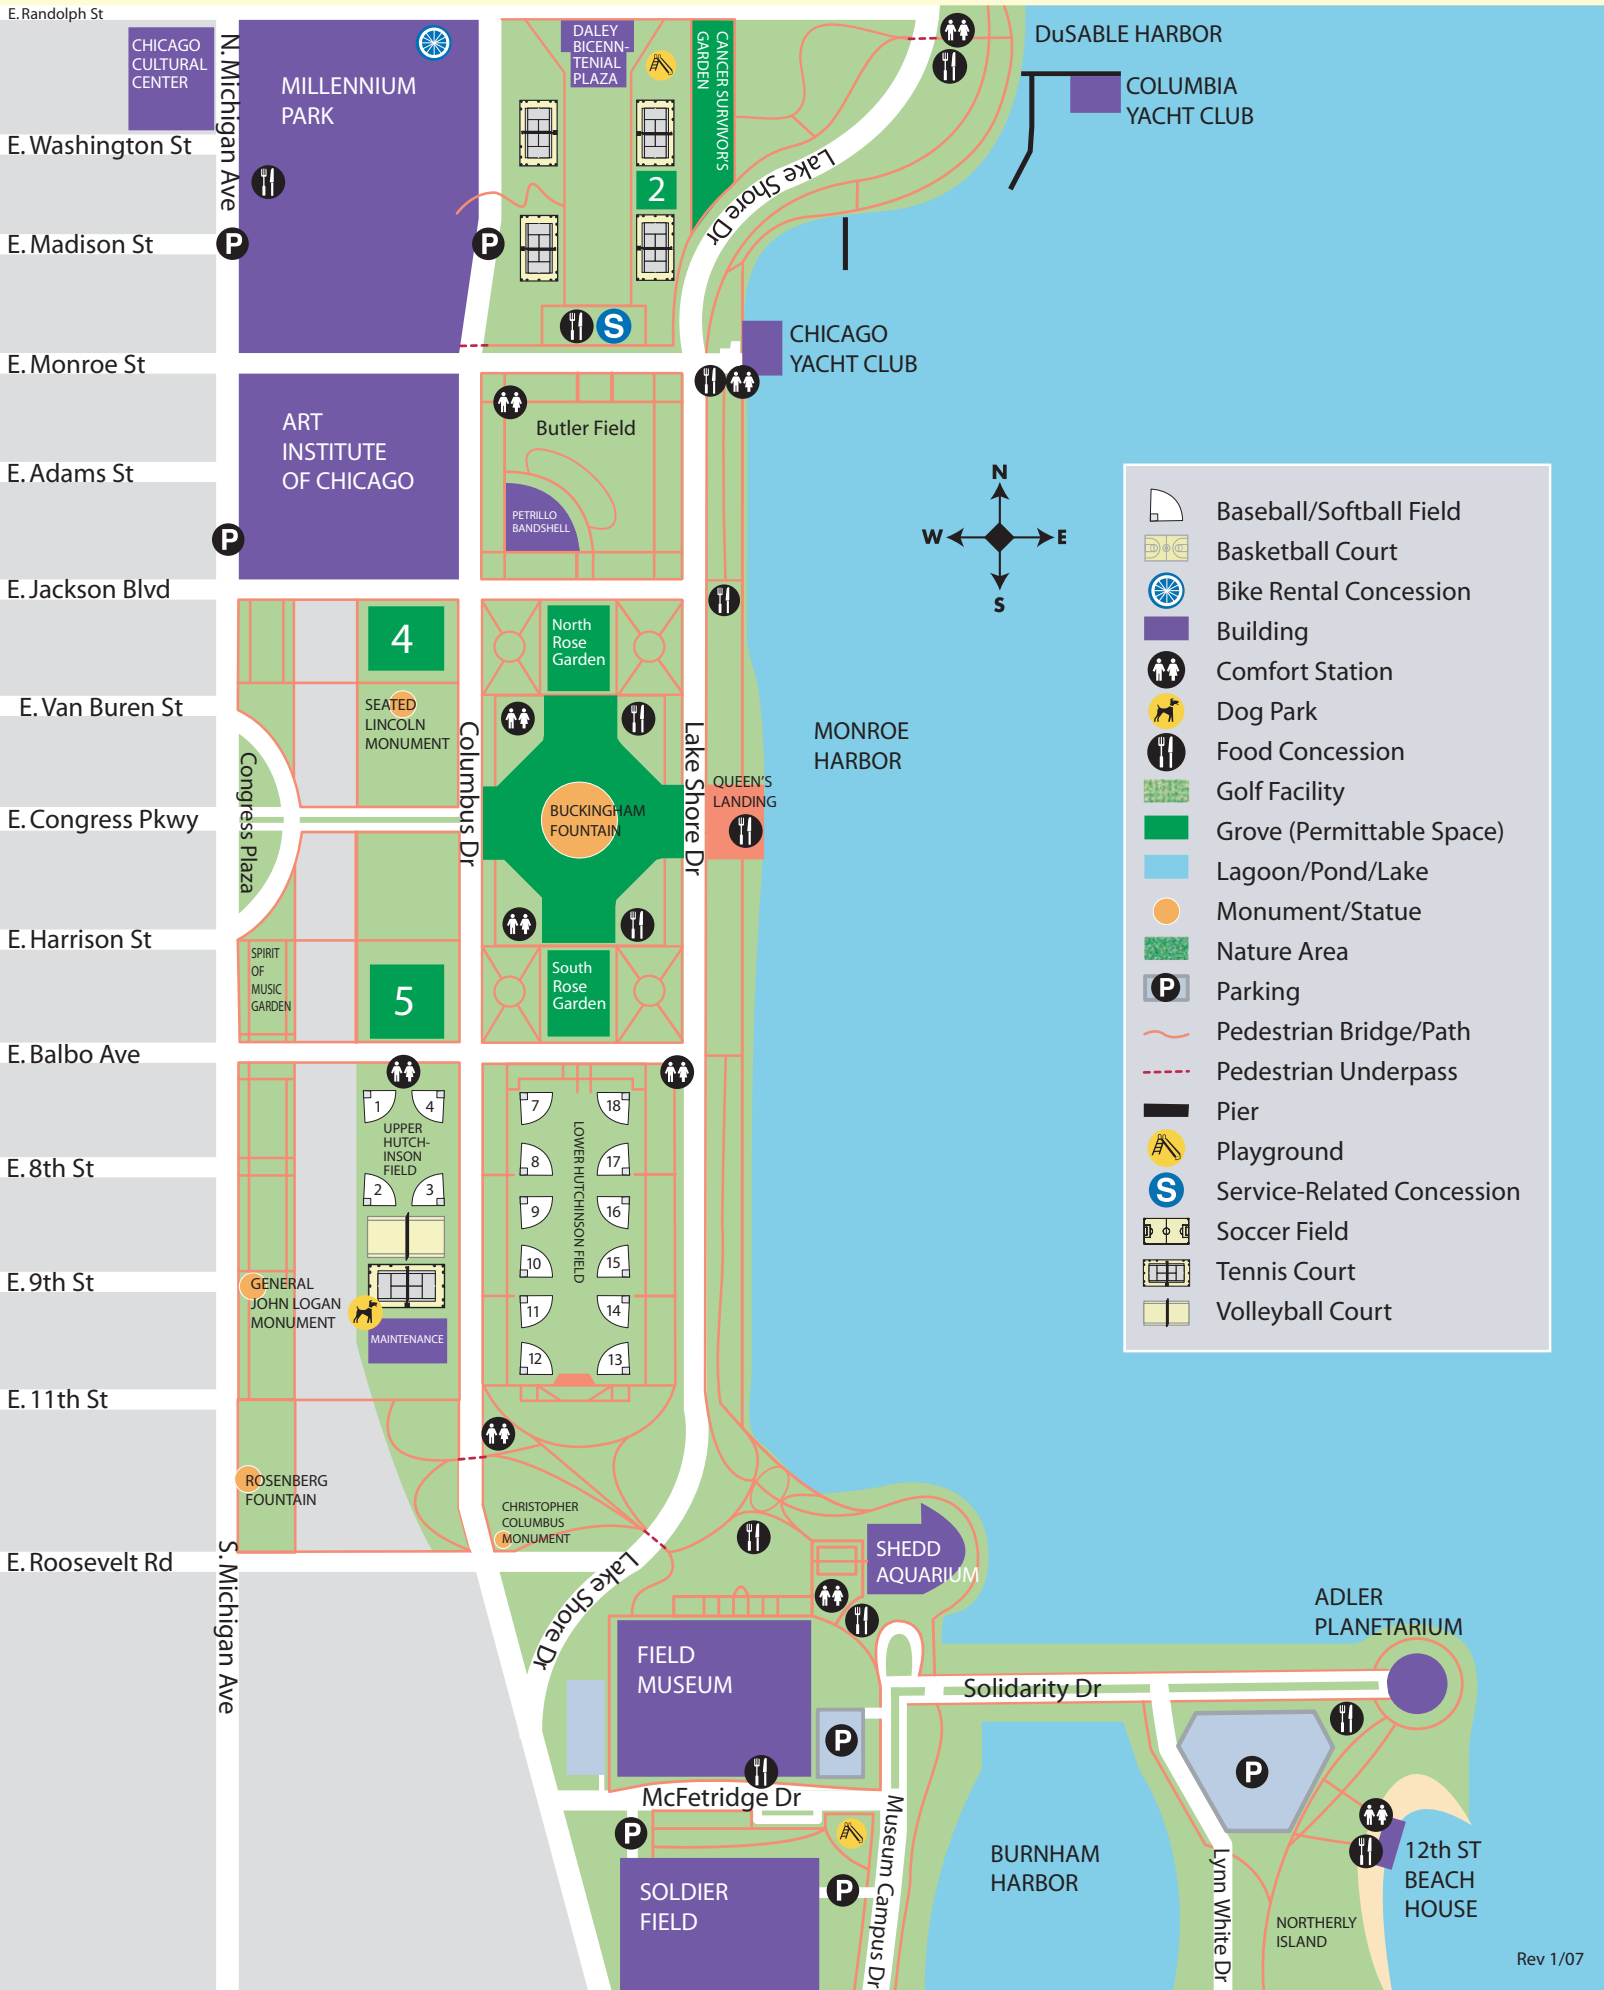 E. Randolph St
CHICAGO
CULTURAL
CENTER
N. Michigan Ave
MILLENNIUM
PARK
DALEY
BICENN-
TENIAL
PLAZA
CANCER SURVIVOR'S
GARDEN
2
Lake Shore Dr
DuSABLE HARBOR
COLUMBIA
YACHT CLUB
E. Washington St
E. Madison St
P
P
S
CHICAGO
YACHT CLUB
E. Monroe St
ART
INSTITUTE
OF CHICAGO
Butler Field
PETRILLO
BANDSHELL
E. Adams St
P
E. Jackson Blvd
N
W
E
S
4
North
Rose
Garden
SEATED
LINCOLN
MONUMENT
E. Van Buren St
Congress Plaza
Columbus Dr
Lake Shore Dr
BUCKINGHAM
FOUNTAIN
QUEEN'S
LANDING
MONROE
HARBOR
E. Congress Pkwy
E. Harrison St
SPIRIT
OF
MUSIC
GARDEN
5
South
Rose
Garden
E. Balbo Ave
1
4
UPPER
HUTCH-
INSON
FIELD
2
3
7
18
8
17
9
16
10
15
11
14
12
13
LOWER HUTCHINSON FIELD
E. 8th St
E. 9th St
GENERAL
JOHN LOGAN
MONUMENT
MAINTENANCE
E. 11th St
ROSENBERG
FOUNTAIN
CHRISTOPHER
COLUMBUS
MONUMENT
E. Roosevelt Rd
S. Michigan Ave
Lake Shore Dr
SHEDD
AQUARIUM
FIELD
MUSEUM
P
McFetridge Dr
P
P
SOLDIER
FIELD
Museum Campus Dr
Solidarity Dr
ADLER
PLANETARIUM
P
BURNHAM
HARBOR
Lynn White Dr
NORTHERLY
ISLAND
12th ST
BEACH
HOUSE
Rev 1/07
Baseball/Softball Field
Basketball Court
Bike Rental Concession
Building
Comfort Station
Dog Park
Food Concession
Golf Facility
Grove (Permittable Space)
Lagoon/Pond/Lake
Monument/Statue
Nature Area
P Parking
Pedestrian Bridge/Path
Pedestrian Underpass
Pier
Playground
S Service-Related Concession
Soccer Field
Tennis Court
Volleyball Court